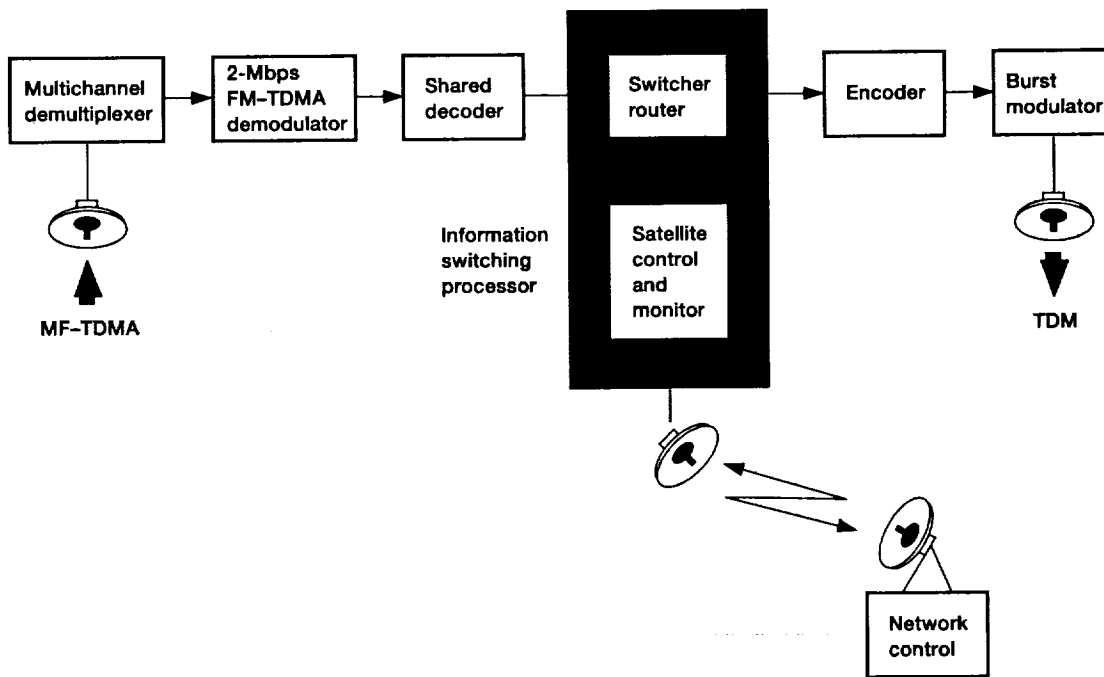 Multichannel
demultiplexer
2-Mbps
FM-TDMA
demodulator
Shared
decoder
Switcher
router
Encoder
Burst
modulator
Information
switching
processor
Satellite
control
and
monitor
MF-TDMA
TDM
Network
control